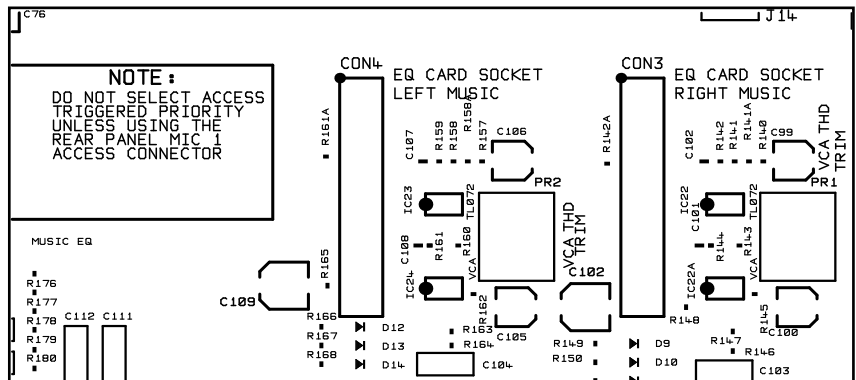 C76
J14
NOTE:
DO NOT SELECT ACCESS
TRIGGERED PRIORITY
UNLESS USING THE
REAR PANEL MIC 1
ACCESS CONNECTOR
CON4
EQ CARD SOCKET
LEFT MUSIC
CON3
EQ CARD SOCKET
RIGHT MUSIC
R161A
C107
R159
R158
R158A
R157
C106
R142A
C102
R142
R141
R141A
R140
C99
VCA THD
TRIM
IC23
TL072
PR2
IC22
C101
TL072
PR1
MUSIC EQ
C108
R161
R160
VCA THD
TRIM
R144
R143
R165
IC24
VCA
C102
IC22A
VCA
R176
R177
R178
R179
R180
C112
C111
C109
R166
R167
R168
D12
D13
D14
R162
R163
R164
C105
C104
R149
R150
R148
D9
D10
R145
C100
R147
R146
C103